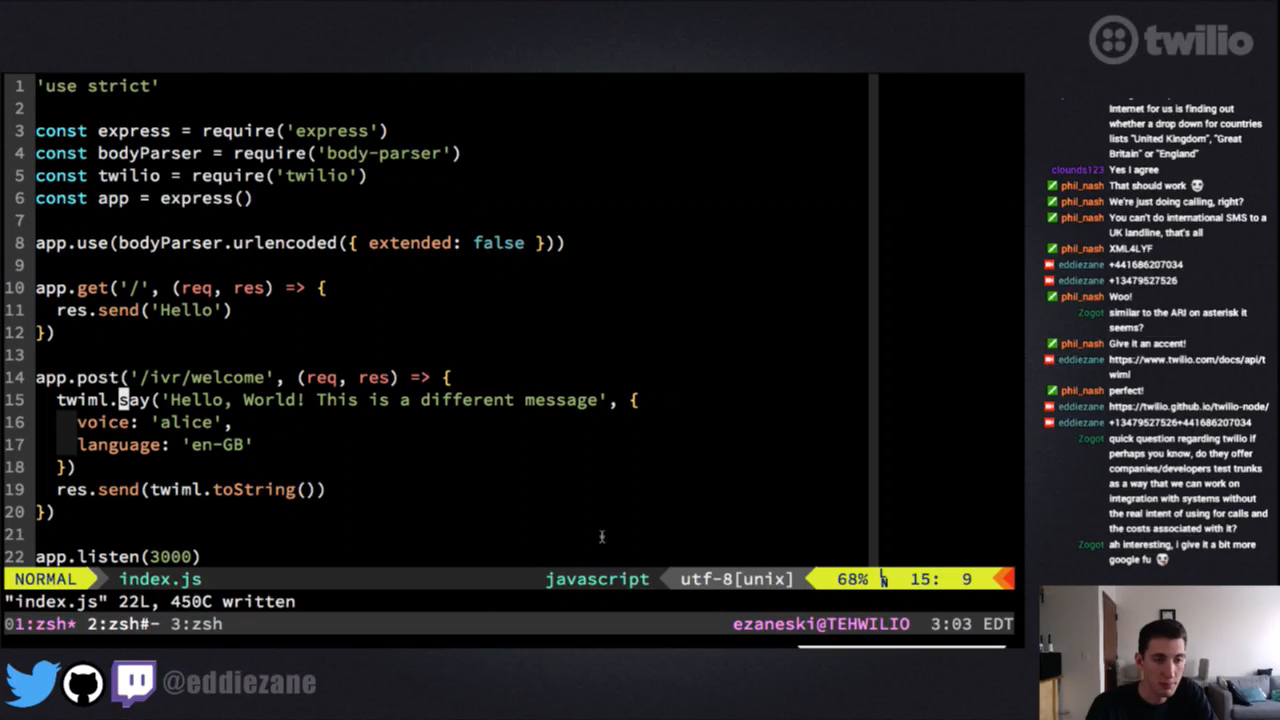 twilio
1 'use strict'
2
3 const express = require('express')
4 const bodyParser = require('body-parser')
5 const twilio = require('twilio')
6 const app = express()
7
8 app.use(bodyParser.urlencoded({ extended: false }))
9
10 app.get('/', (req, res) => {
11 res.send('Hello')
12 })
13
14 app.post('/ivr/welcome', (req, res) => {
15 twiml.say('Hello, World! This is a different message', {
16 voice: 'alice',
17 language: 'en-GB'
18 })
19 res.send(twiml.toString())
20 })
21
22 app.listen(3000)
NORMAL index.js javascript utf-8[unix] 68% LN 15: 9
"index.js" 22L, 450C written
01:zsh* 2:zsh#- 3:zsh ezaneski@TEHWILIO 3:03 EDT
@eddiezane
Internet for us is finding out
whether a drop down for countries
lists "United Kingdom", "Great
Britain" or "England"
clounds123 Yes I agree
phil_nash That should work
phil_nash We're just doing calling, right?
phil_nash You can't do international SMS to a
UK landline, that's all
phil_nash XML4LYF
eddiezane +441686207034
eddiezane +13479527526
phil_nash Woo!
Zogot similar to the ARI on asterisk it
seems?
phil_nash Give it an accent!
eddiezane https://www.twilio.com/docs/api/t
wiml
phil_nash perfect!
eddiezane https://twilio.github.io/twilio-node/
eddiezane +13479527526+441686207034
Zogot quick question regarding twilio if
perhaps you know, do they offer
companies/developers test trunks
as a way that we can work on
integration with systems without
the real intent of using for calls and
the costs associated with it?
Zogot ah interesting, i give it a bit more
google fu